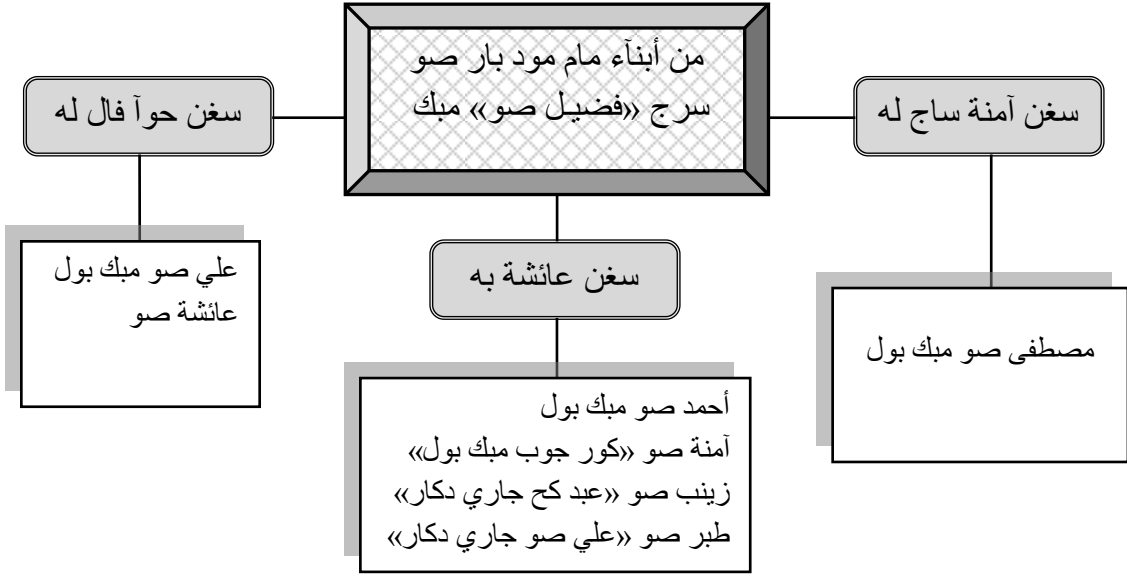 من أبنآء مام مود بار صو
سرج «فضيل صو» مبك
سغن آمنة ساج له
سغن حوآ فال له
سغن عائشة به
مصطفى صو مبك بول
علي صو مبك بول
عائشة صو
أحمد صو مبك بول
آمنة صو «كور جوب مبك بول»
زينب صو «عبد كح جاري دكار»
طبر صو «علي صو جاري دكار»